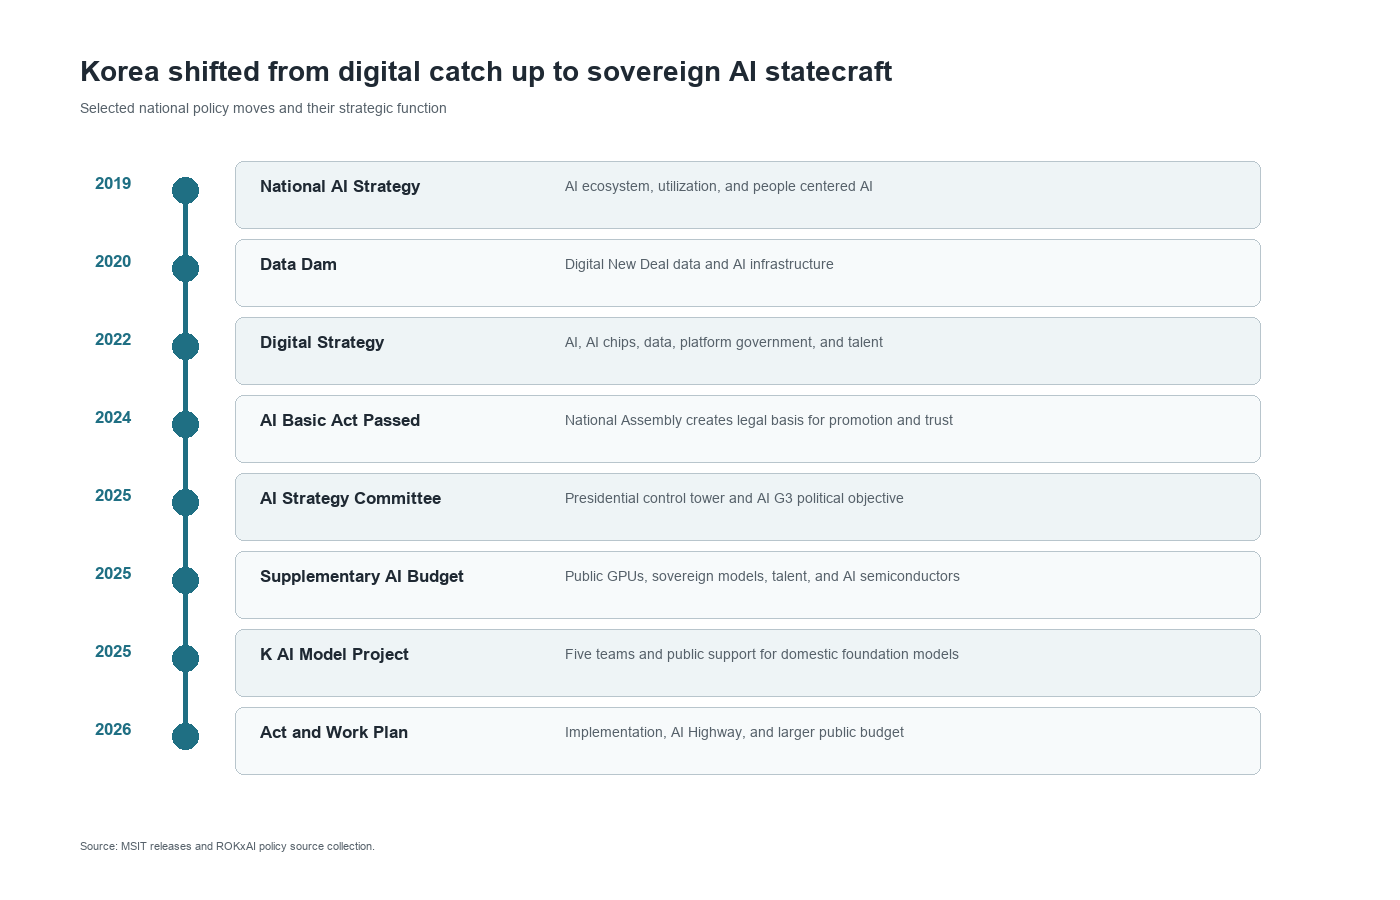 Korea shifted from digital catch up to sovereign AI statecraft
Selected national policy moves and their strategic function
2019 National AI Strategy AI ecosystem, utilization, and people centered AI
2020 Data Dam Digital New Deal data and AI infrastructure
2022 Digital Strategy AI, AI chips, data, platform government, and talent
2024 AI Basic Act Passed National Assembly creates legal basis for promotion and trust
2025 AI Strategy Committee Presidential control tower and AI G3 political objective
2025 Supplementary AI Budget Public GPUs, sovereign models, talent, and AI semiconductors
2025 K AI Model Project Five teams and public support for domestic foundation models
2026 Act and Work Plan Implementation, AI Highway, and larger public budget
Source: MSIT releases and ROKxAI policy source collection.